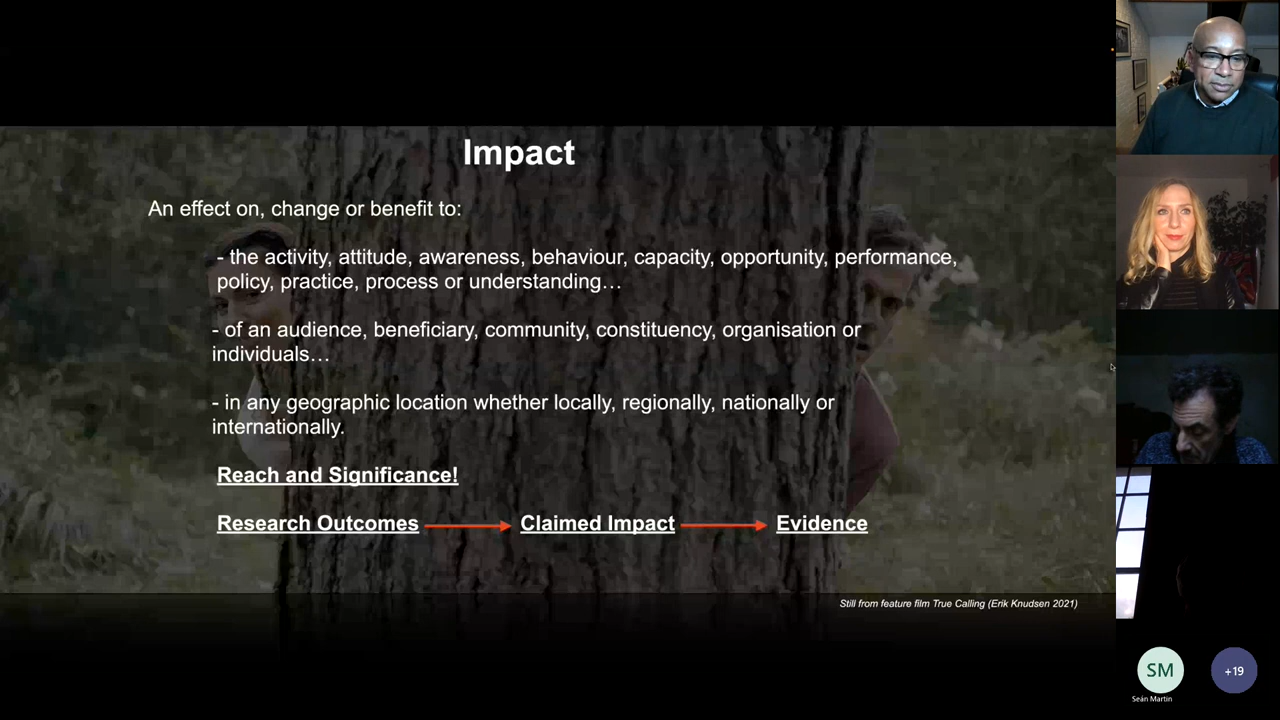 Impact
An effect on, change or benefit to:
- the activity, attitude, awareness, behaviour, capacity, opportunity, performance,
policy, practice, process or understanding…
- of an audience, beneficiary, community, constituency, organisation or
individuals…
- in any geographic location whether locally, regionally, nationally or
internationally.
Reach and Significance!
Research Outcomes Claimed Impact Evidence
Still from feature film True Calling (Erik Knudsen 2021)
SM
+19
Seán Martin